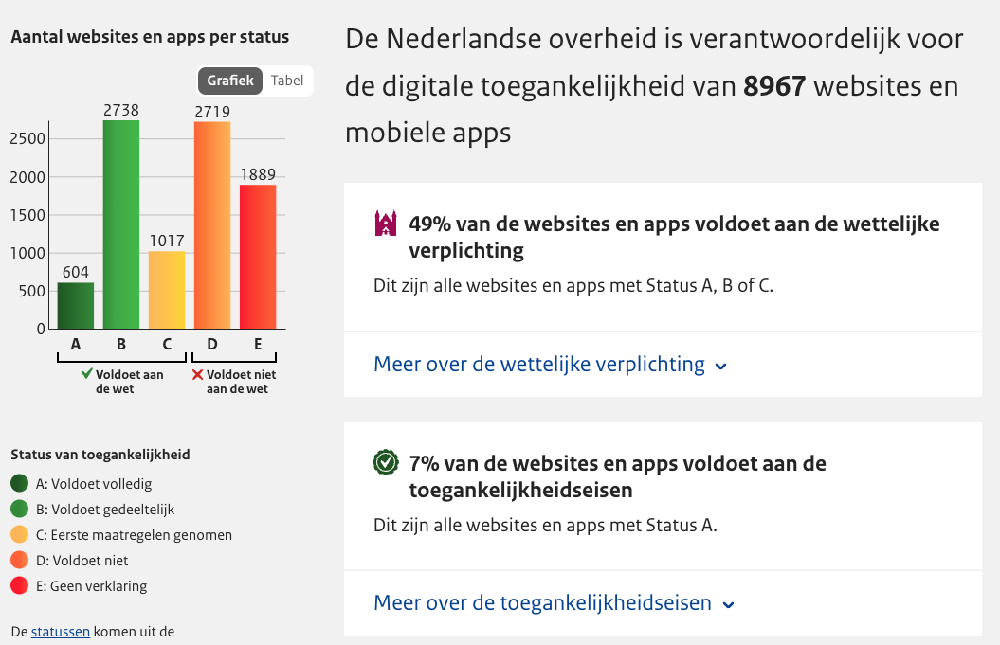 Aantal websites en apps per status
Grafiek Tabel
2738
2719
2500
2000
1889
1500
1017
1000
604
500
0
A B C D E
Voldoet aan
de wet
Voldoet niet
aan de wet
Status van toegankelijkheid
A: Voldoet volledig
B: Voldoet gedeeltelijk
C: Eerste maatregelen genomen
D: Voldoet niet
E: Geen verklaring
De statussen komen uit de
De Nederlandse overheid is verantwoordelijk voor
de digitale toegankelijkheid van 8967 websites en
mobiele apps
49% van de websites en apps voldoet aan de wettelijke
verplichting
Dit zijn alle websites en apps met Status A, B of C.
Meer over de wettelijke verplichting
7% van de websites en apps voldoet aan de
toegankelijkheidseisen
Dit zijn alle websites en apps met Status A.
Meer over de toegankelijkheidseisen